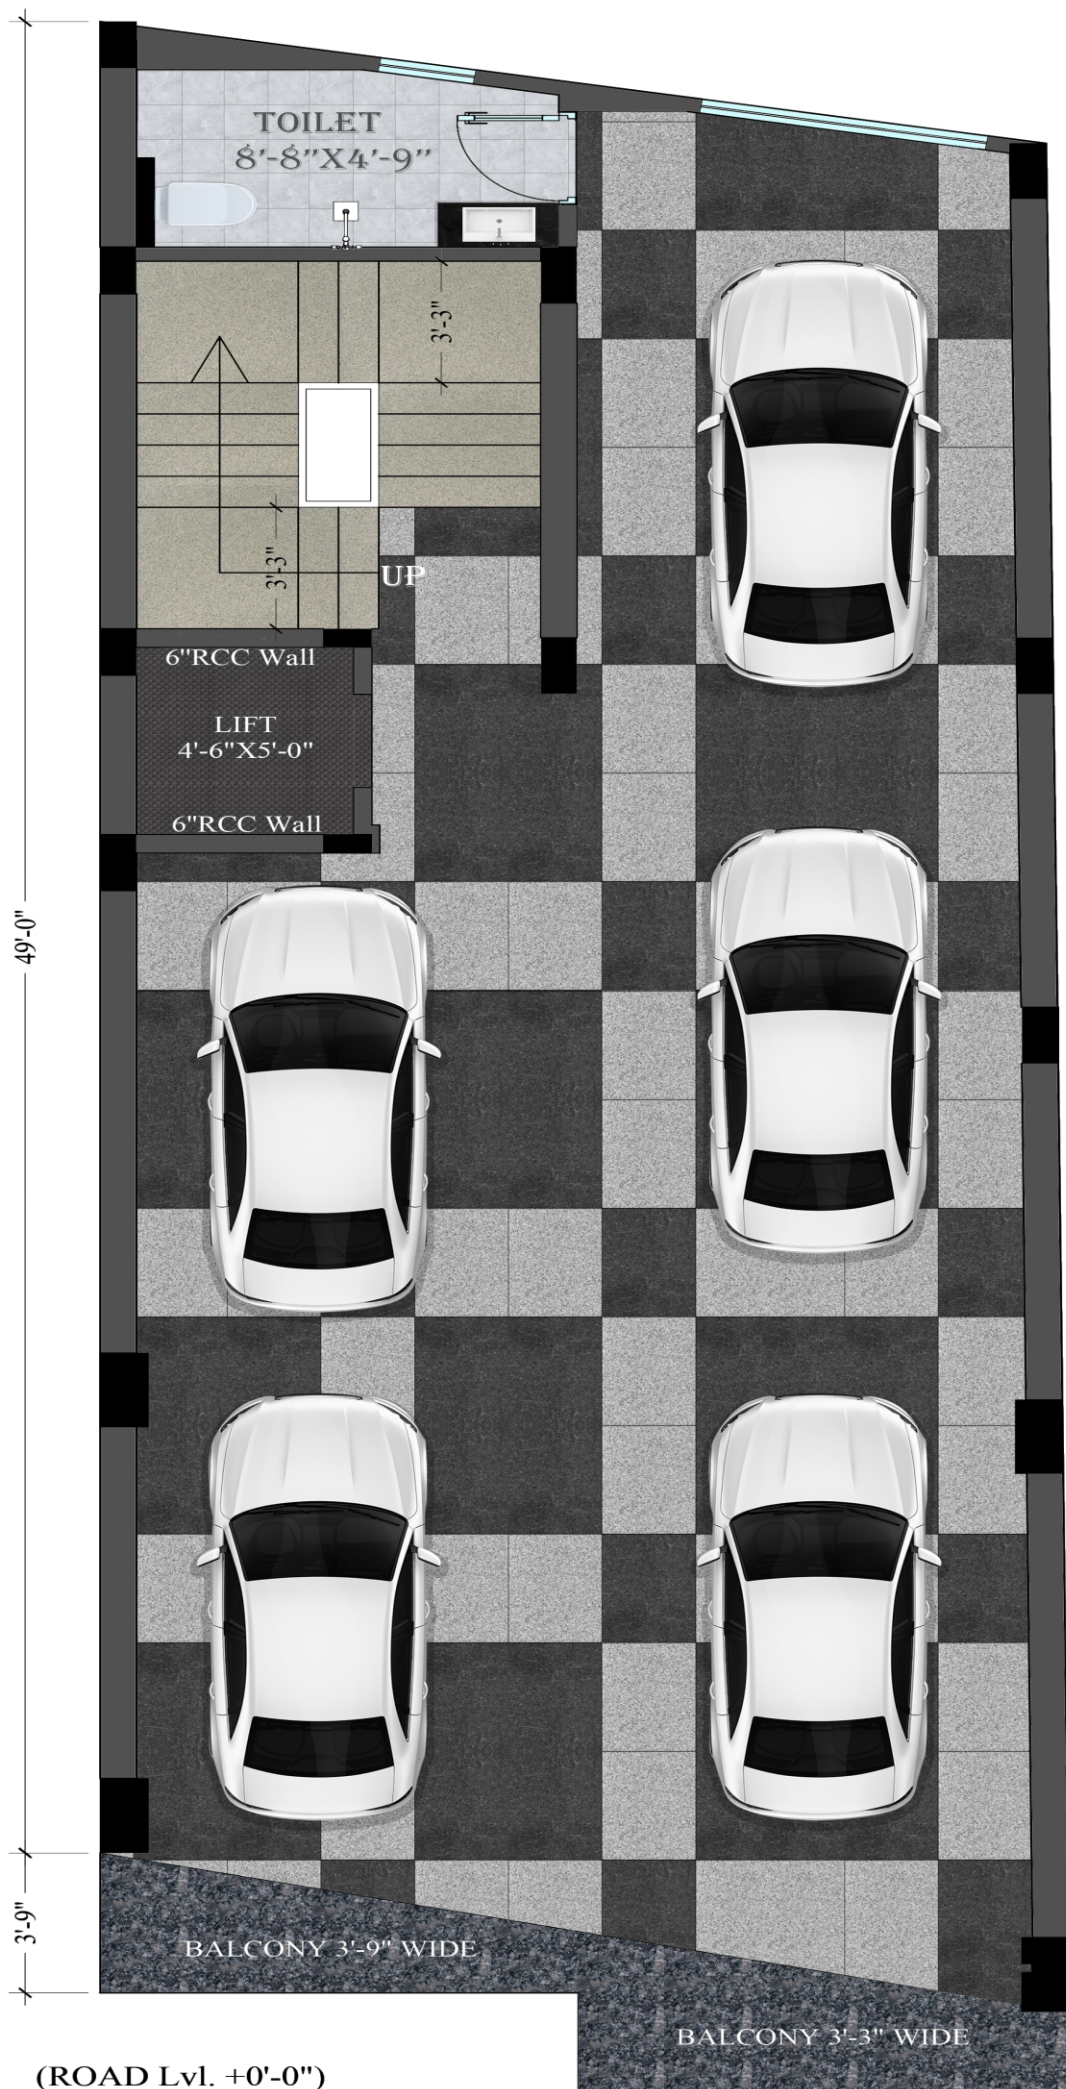 TOILET
8'-8"X4'-9"
3'-3"
3'-3"
UP
6"RCC Wall
LIFT
4'-6"X5'-0"
6"RCC Wall
49'-0"
3'-9"
BALCONY 3'-9" WIDE
BALCONY 3'-3" WIDE
(ROAD Lvl. +0'-0")